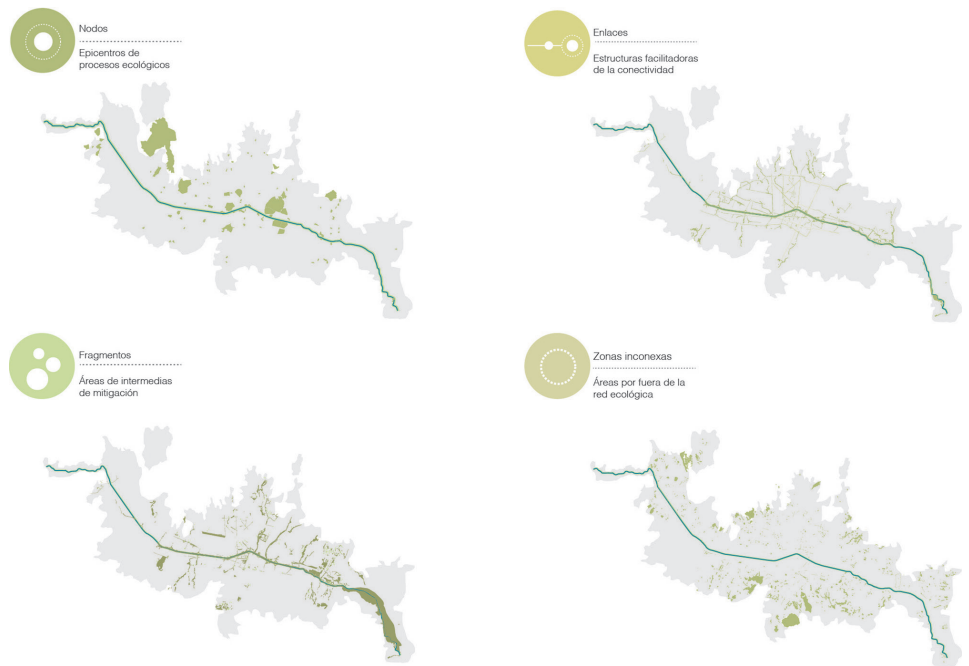 Nodos
Epicentros de
procesos ecológicos
Enlaces
Estructuras facilitadoras
de la conectividad
Fragmentos
Áreas de intermedias
de mitigación
Zonas inconexas
Áreas por fuera de la
red ecológica